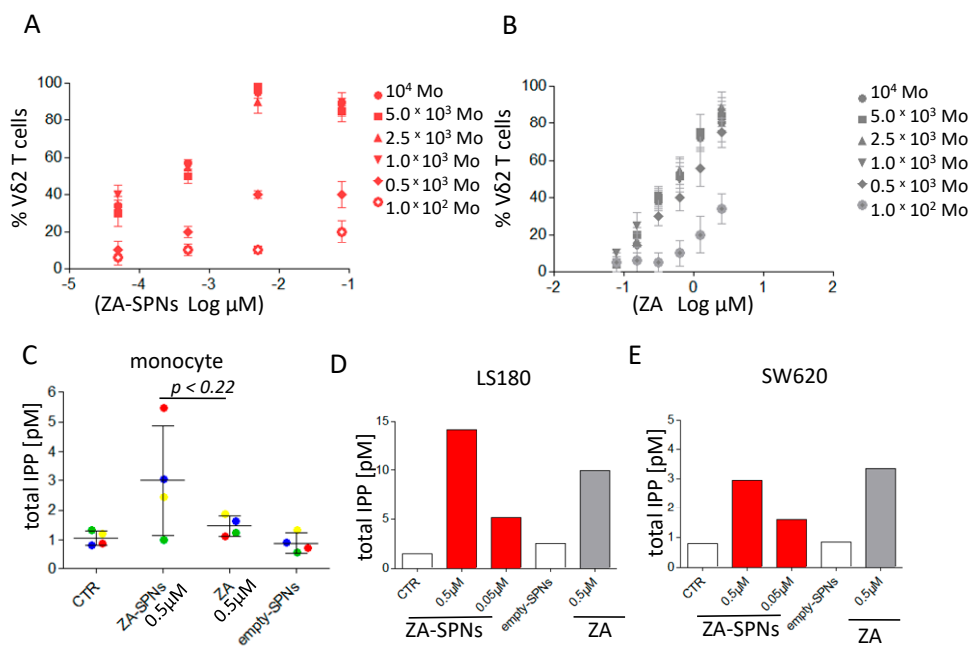 A
B
% Vδ2 T cells
100
80
60
40
20
0
-5
-4
-3
-2
-1
(ZA-SPNs Log μM)
10⁴ Mo
5.0 x 10³ Mo
2.5 x 10³ Mo
1.0 x 10³ Mo
0.5 x 10³ Mo
1.0 x 10² Mo
% Vδ2 T cells
100
80
60
40
20
0
-2
-1
0
1
2
(ZA Log μM)
10⁴ Mo
5.0 x 10³ Mo
2.5 x 10³ Mo
1.0 x 10³ Mo
0.5 x 10³ Mo
1.0 x 10² Mo
C
monocyte
p < 0.22
total IPP [pM]
6
5
4
3
2
1
0
CTR
ZA-SPNs
0.5μM
ZA
0.5μM
empty-SPNs
D
LS180
total IPP [pM]
15
10
5
0
CTR
0.5μM
0.05μM
empty-SPNs
0.5μM
ZA-SPNs
ZA
E
SW620
total IPP [pM]
5
4
3
2
1
0
CTR
0.5μM
0.05μM
empty-SPNs
0.5μM
ZA-SPNs
ZA